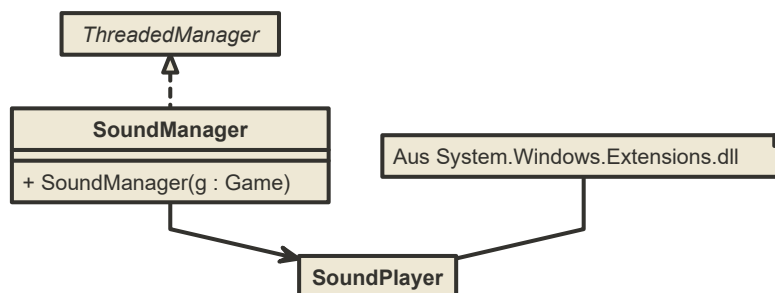 ThreadedManager
SoundManager
+ SoundManager(g : Game)
Aus System.Windows.Extensions.dll
SoundPlayer